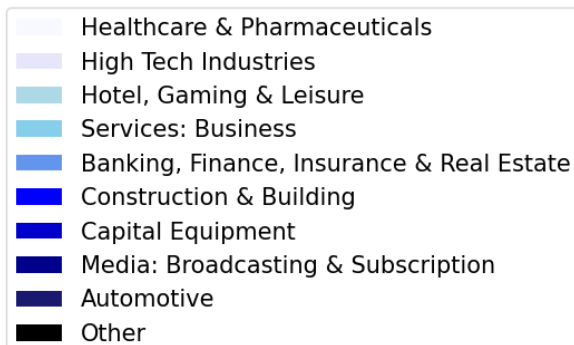 Healthcare & Pharmaceuticals
High Tech Industries
Hotel, Gaming & Leisure
Services: Business
Banking, Finance, Insurance & Real Estate
Construction & Building
Capital Equipment
Media: Broadcasting & Subscription
Automotive
Other